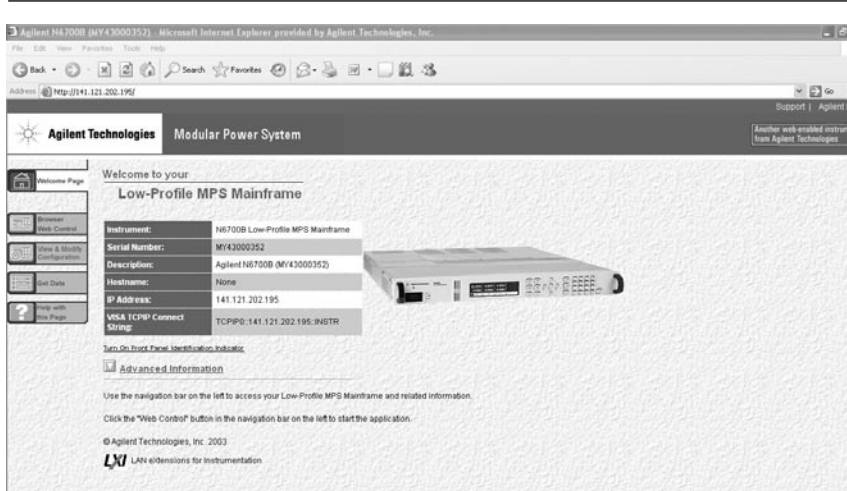 Agilent N6700B (MY43000352) - Microsoft Internet Explorer provided by Agilent Technologies, Inc.
File Edit View Favorites Tools Help
Back Search Favorites
Address http://141.121.202.195/ Go
Support | Agilent
Agilent Technologies Modular Power System
Another web-enabled instrum
from Agilent Technologies
Welcome Page
Browser
Web Control
View & Modify
Configuration
Get Data
Help with
this Page
Welcome to your
Low-Profile MPS Mainframe
Instrument: N6700B Low-Profile MPS Mainframe
Serial Number: MY43000352
Description: Agilent N6700B (MY43000352)
Hostname: None
IP Address: 141.121.202.195
VISA TCPIP Connect
String: TCPIP0::141.121.202.195::INSTR
Turn On Front Panel Identification Indicator
Advanced Information
Use the navigation bar on the left to access your Low-Profile MPS Mainframe and related information.
Click the "Web Control" button in the navigation bar on the left to start the application.
© Agilent Technologies, Inc. 2003
LXI LAN eXtensions for Instrumentation